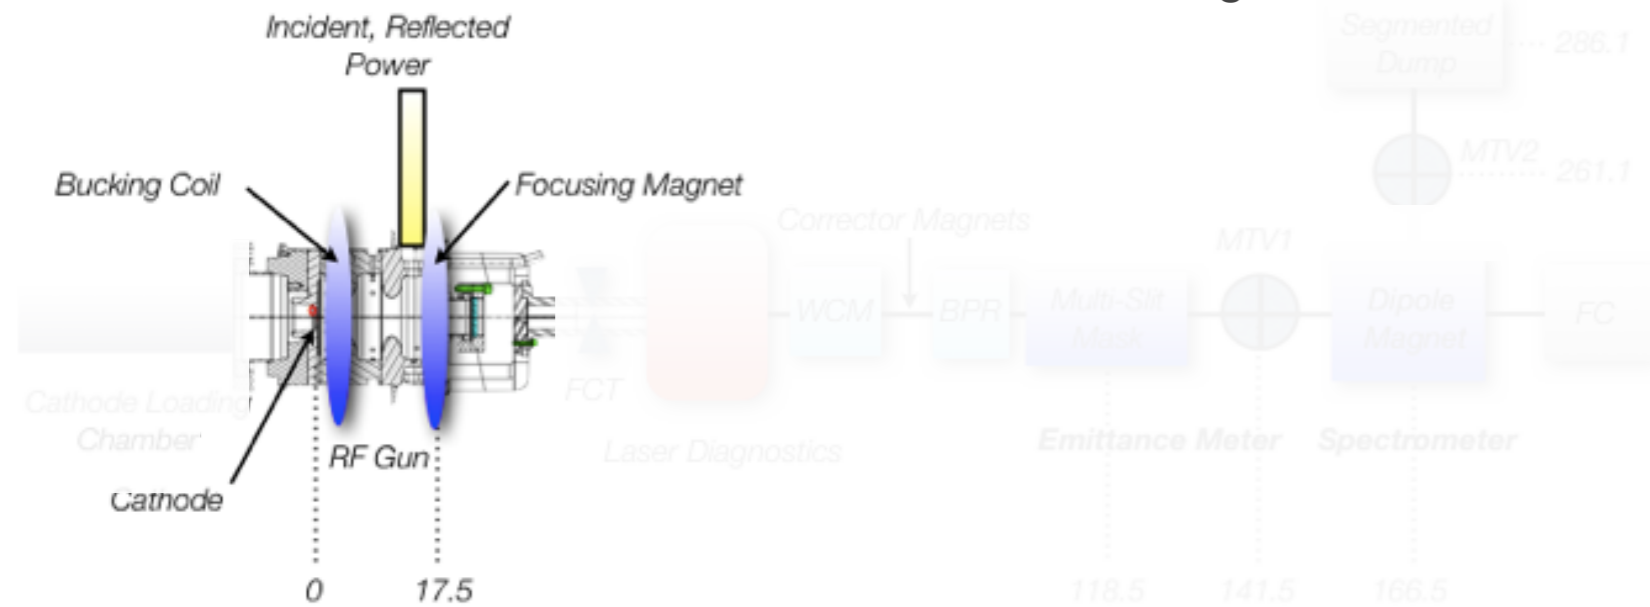 Incident, Reflected
Power
Segmented
Dump
286.1
Bucking Coil
Focusing Magnet
MTV2
261.1
Corrector Magnets
MTV1
WCM
BPR
Multi-Slit
Mask
Dipole
Magnet
FC
FCT
Cathode Loading
Chamber
Laser Diagnostics
Emittance Meter
Spectrometer
RF Gun
Cathode
0
17.5
118.5
141.5
166.5